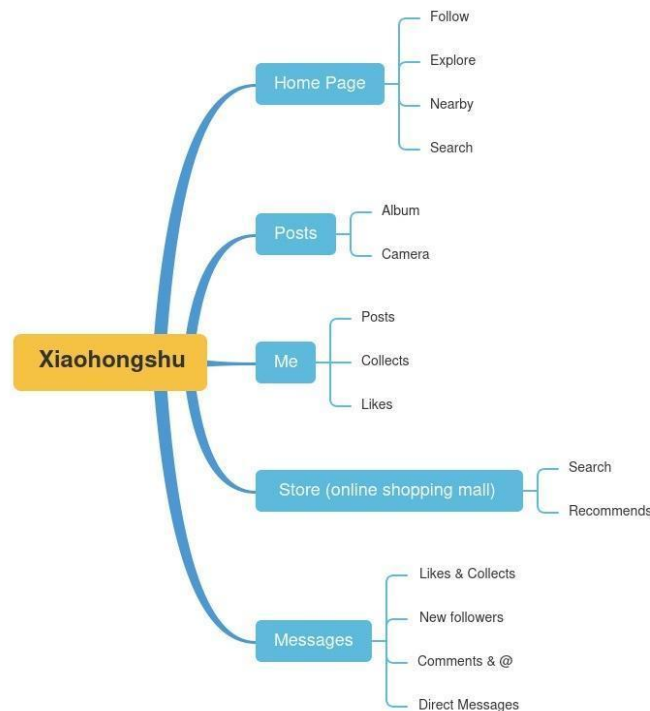 Xiaohongshu
Home Page
Follow
Explore
Nearby
Search
Posts
Album
Camera
Me
Posts
Collects
Likes
Store (online shopping mall)
Search
Recommends
Messages
Likes & Collects
New followers
Comments & @
Direct Messages